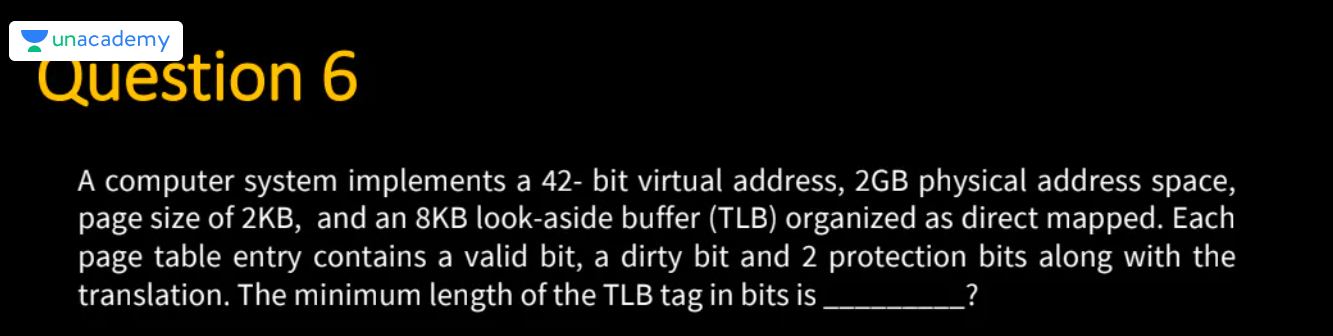 unacademy
Question 6
A computer system implements a 42- bit virtual address, 2GB physical address space,
page size of 2KB, and an 8KB look-aside buffer (TLB) organized as direct mapped. Each
page table entry contains a valid bit, a dirty bit and 2 protection bits along with the
translation. The minimum length of the TLB tag in bits is _________?